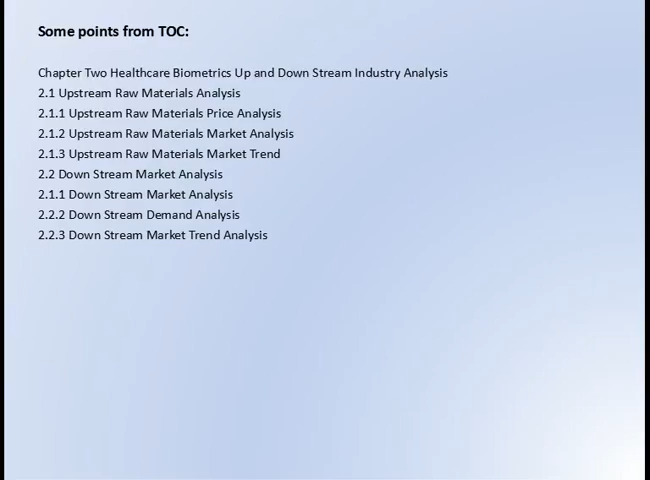 Some points from TOC:
Chapter Two Healthcare Biometrics Up and Down Stream Industry Analysis
2.1 Upstream Raw Materials Analysis
2.1.1 Upstream Raw Materials Price Analysis
2.1.2 Upstream Raw Materials Market Analysis
2.1.3 Upstream Raw Materials Market Trend
2.2 Down Stream Market Analysis
2.1.1 Down Stream Market Analysis
2.2.2 Down Stream Demand Analysis
2.2.3 Down Stream Market Trend Analysis